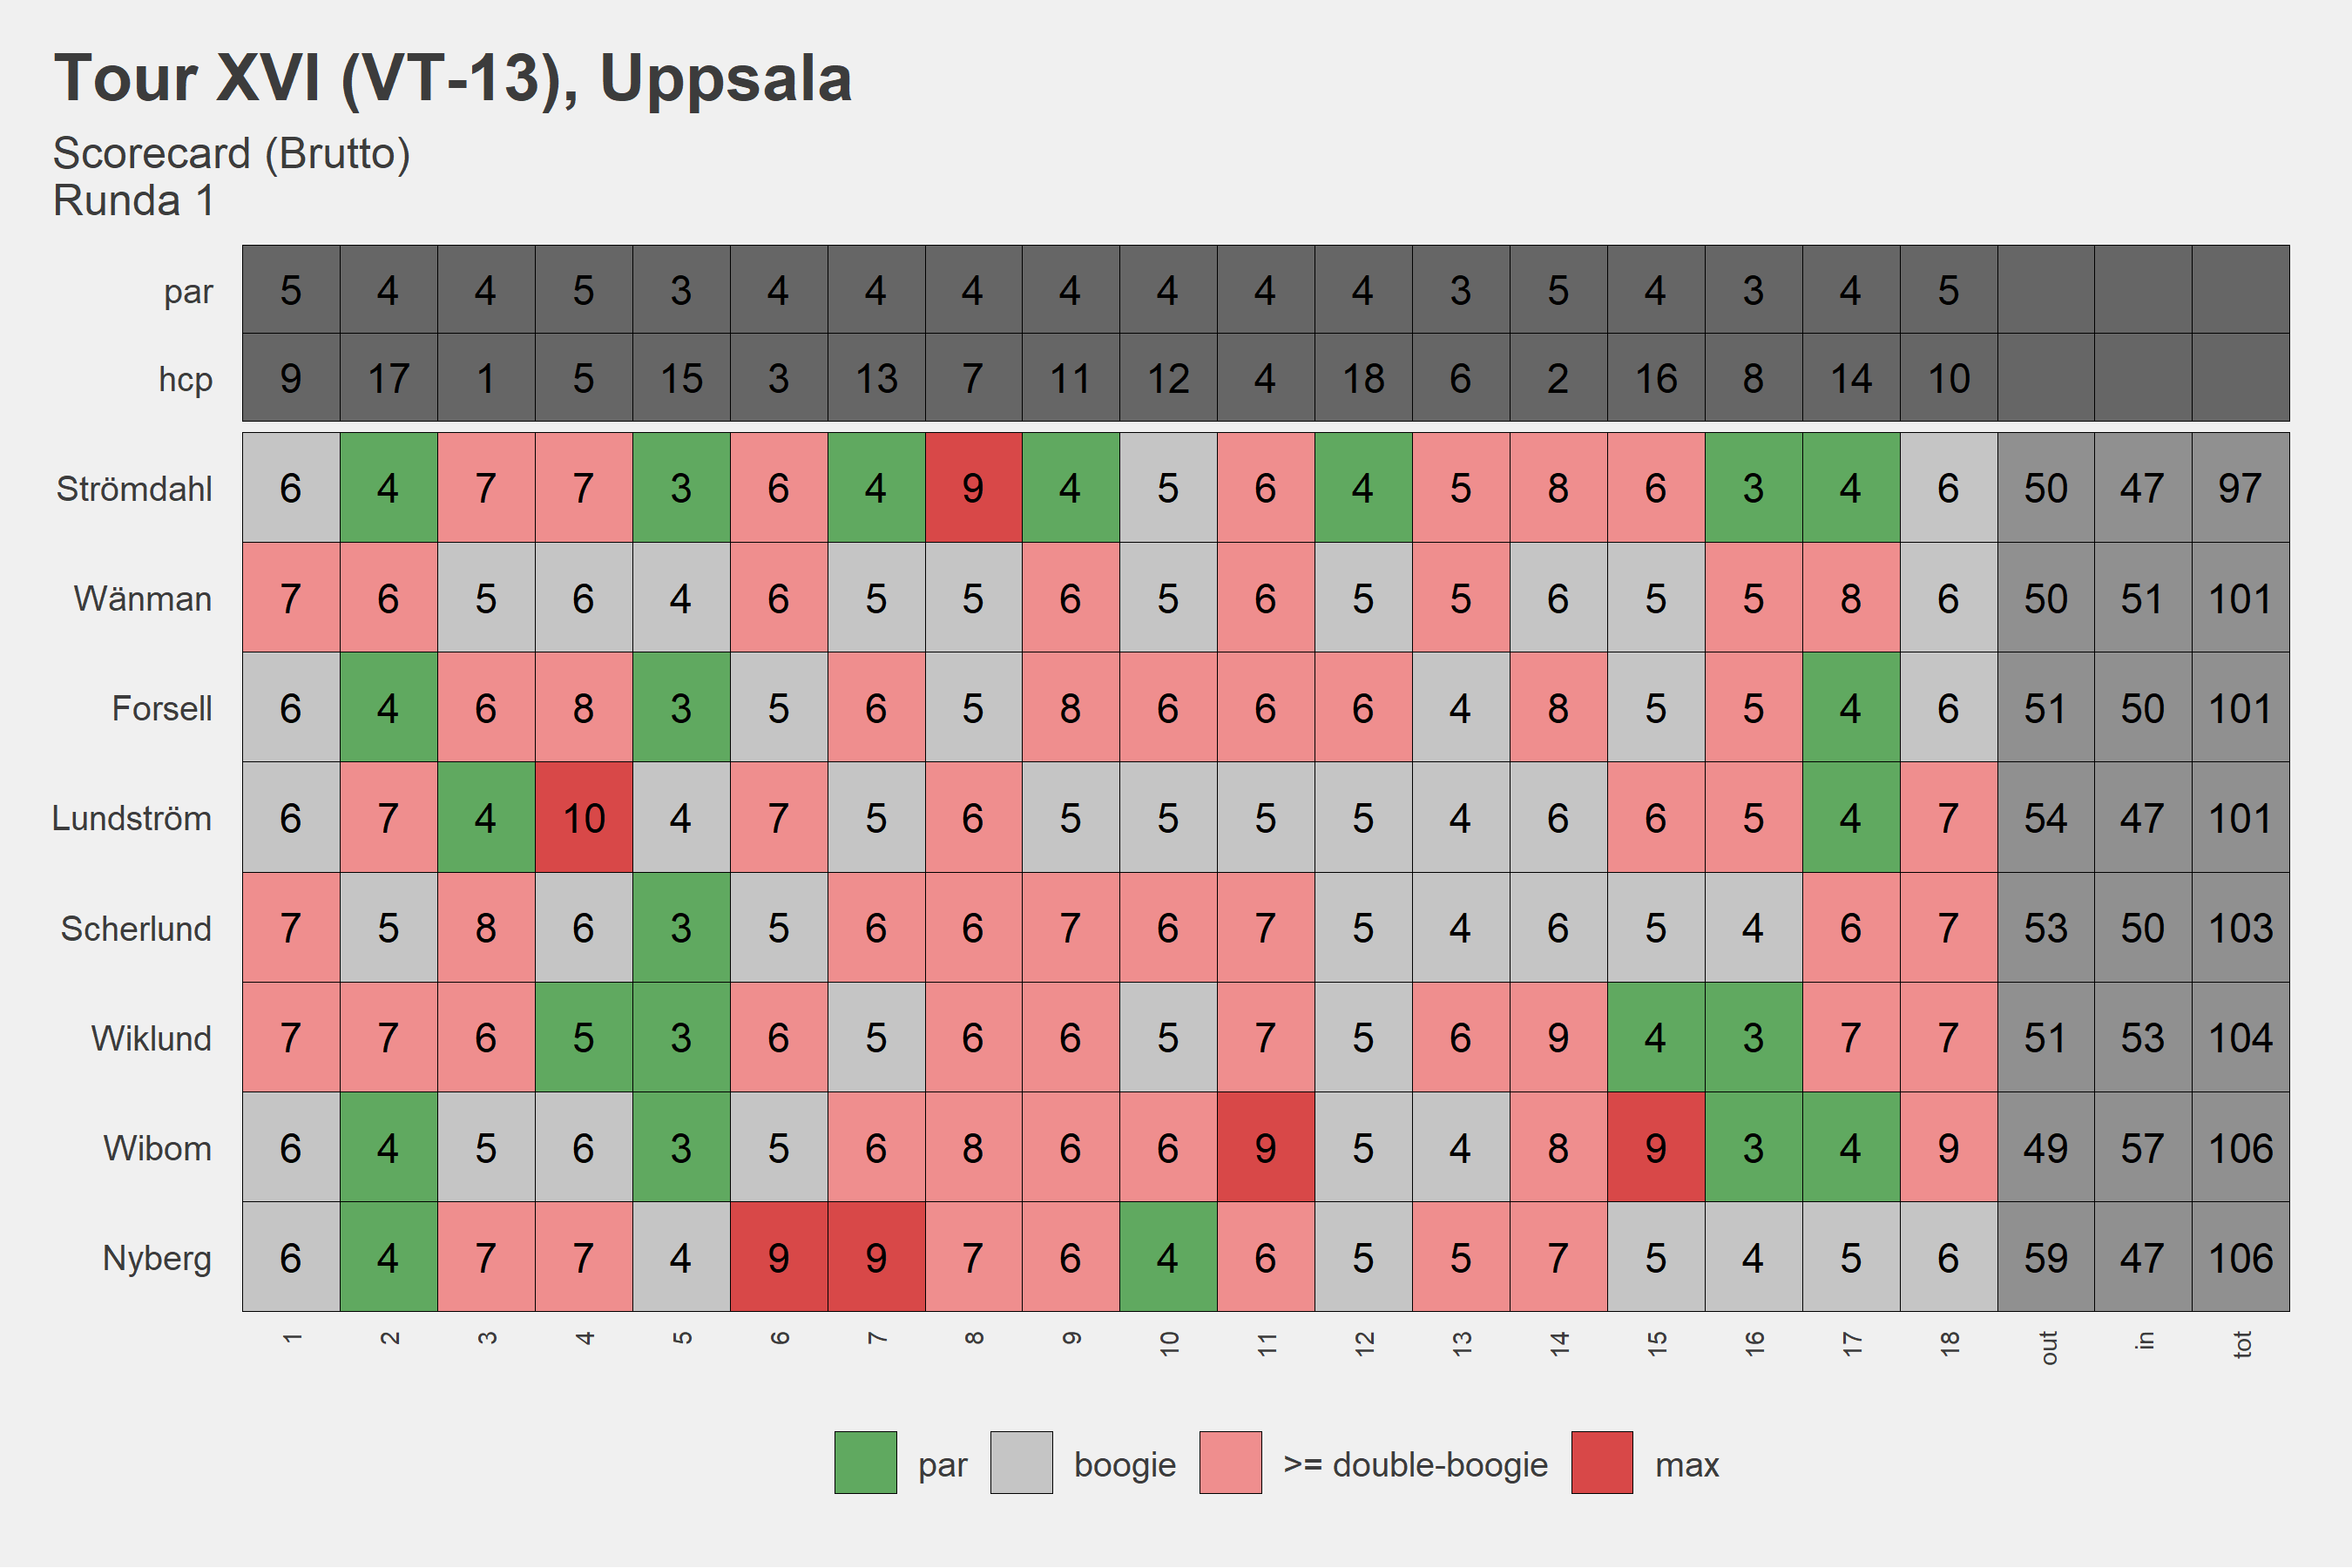 Tour XVI (VT-13), Uppsala
Scorecard (Brutto)
Runda 1
par 5 4 4 5 3 4 4 4 4 4 4 4 3 5 4 3 4 5
hcp 9 17 1 5 15 3 13 7 11 12 4 18 6 2 16 8 14 10
Strömdahl 6 4 7 7 3 6 4 9 4 5 6 4 5 8 6 3 4 6 50 47 97
Wänman 7 6 5 6 4 6 5 5 6 5 6 5 5 6 5 5 8 6 50 51 101
Forsell 6 4 6 8 3 5 6 5 8 6 6 6 4 8 5 5 4 6 51 50 101
Lundström 6 7 4 10 4 7 5 6 5 5 5 5 4 6 6 5 4 7 54 47 101
Scherlund 7 5 8 6 3 5 6 6 7 6 7 5 4 6 5 4 6 7 53 50 103
Wiklund 7 7 6 5 3 6 5 6 6 5 7 5 6 9 4 3 7 7 51 53 104
Wibom 6 4 5 6 3 5 6 8 6 6 9 5 4 8 9 3 4 9 49 57 106
Nyberg 6 4 7 7 4 9 9 7 6 4 6 5 5 7 5 4 5 6 59 47 106
1 2 3 4 5 6 7 8 9 10 11 12 13 14 15 16 17 18 out in tot
par boogie >= double-boogie max